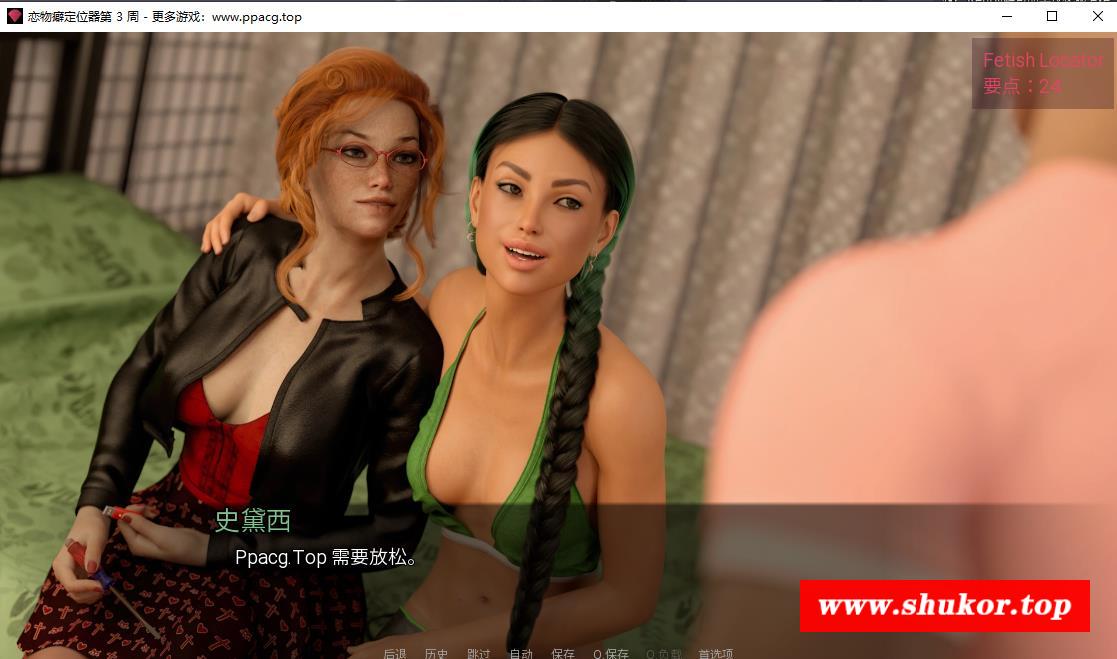 恋物癖定位器第 3 周 - 更多游戏：www.ppacg.top
Fetish Locator
要点：24
史黛西
Ppacg.Top 需要放松。
www.shukor.top
后退 历史 跳过 自动 保存 Q.保存 Q.负载 首选项